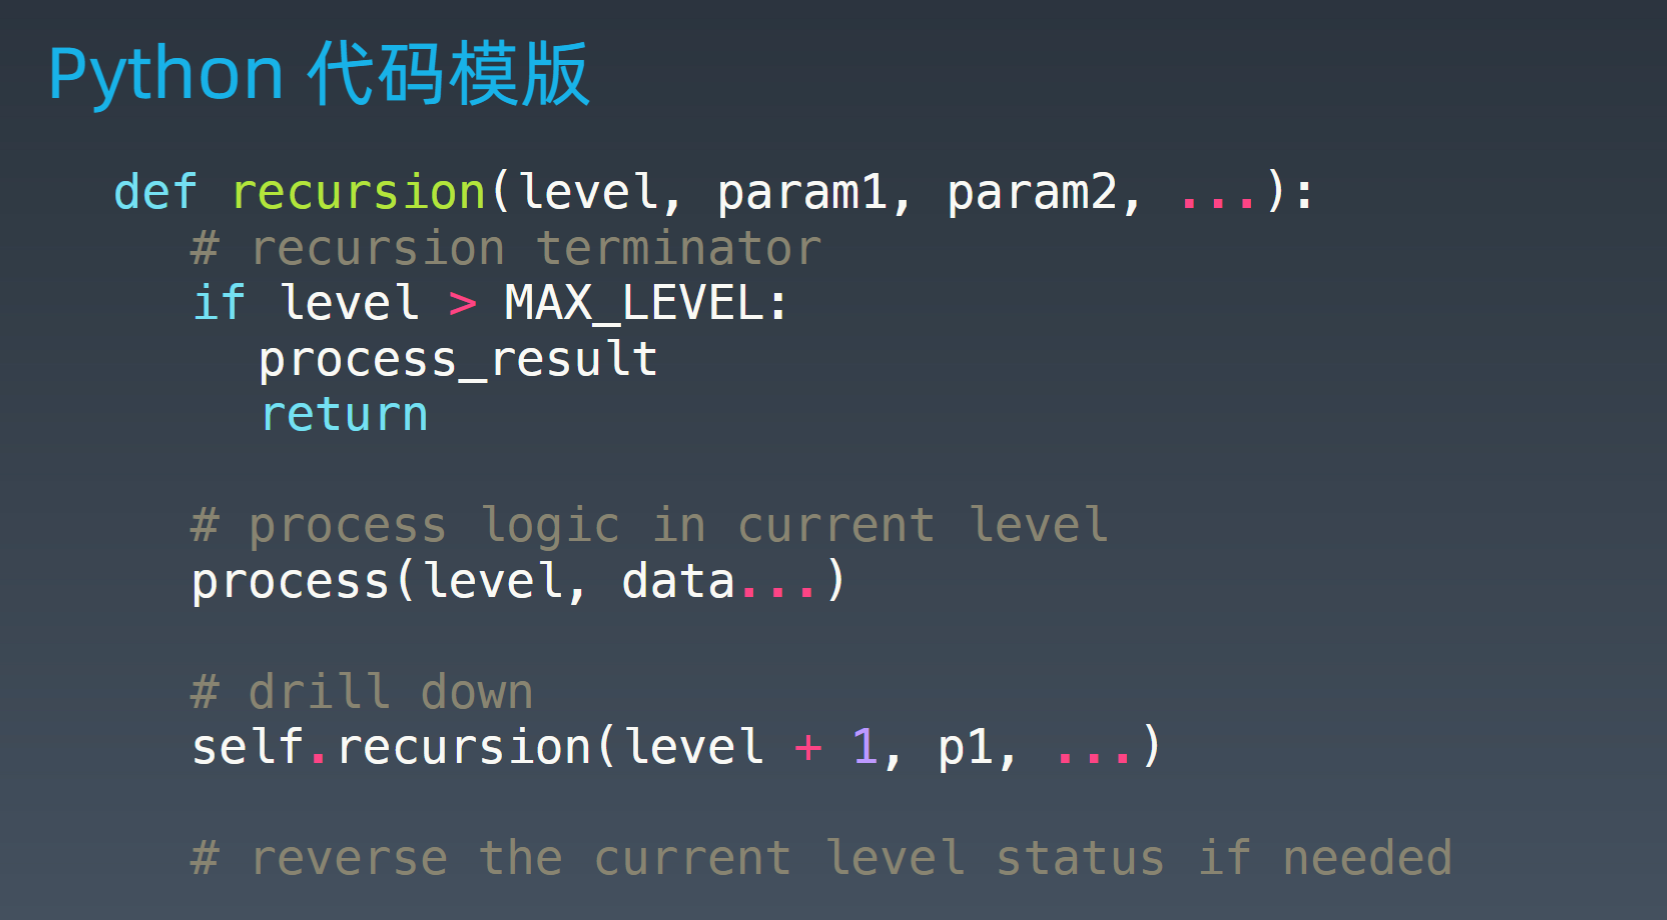 Python 代码模版
def recursion(level, param1, param2, ...):
# recursion terminator
if level > MAX_LEVEL:
process_result
return
# process logic in current level
process(level, data...)
# drill down
self.recursion(level + 1, p1, ...)
# reverse the current level status if needed